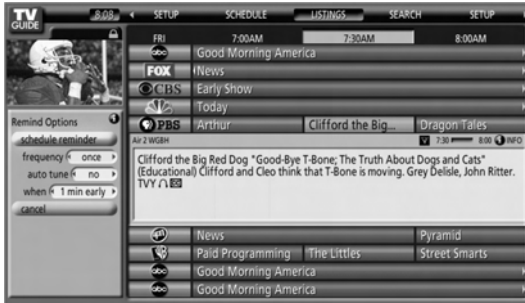 TV
GUIDE
8:08
SETUP SCHEDULE LISTINGS SEARCH SETUP
FRI 7:00AM 7:30AM 8:00AM
abc Good Morning America
FOX News
CBS Early Show
Today
PBS Arthur Clifford the Big... Dragon Tales
Air 2 WGBH V 7:30 8:00 INFO
Clifford the Big Red Dog "Good-Bye T-Bone; The Truth About Dogs and Cats"
(Educational) Clifford and Cleo think that T-Bone is moving. Grey Delisle, John Ritter.
TVY
Remind Options
schedule reminder
frequency once
auto tune no
when 1 min early
cancel
News Pyramid
Paid Programming The Littles Street Smarts
abc Good Morning America
abc Good Morning America